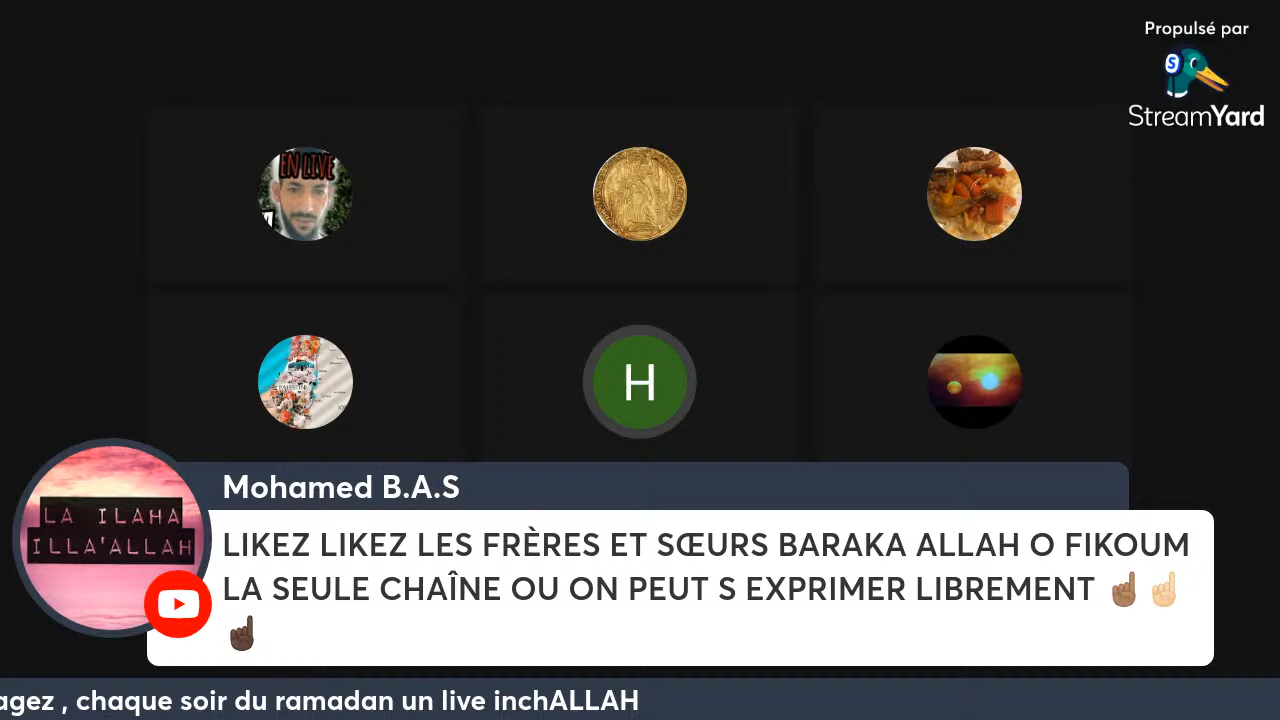 Propulsé par
StreamYard
EN LIVE
H
Mohamed B.A.S
LA ILAHA
ILLA'ALLAH
LIKEZ LIKEZ LES FRÈRES ET SŒURS BARAKA ALLAH O FIKOUM
LA SEULE CHAÎNE OU ON PEUT S EXPRIMER LIBREMENT ☝🏾☝🏼
☝🏿
agez , chaque soir du ramadan un live inchALLAH